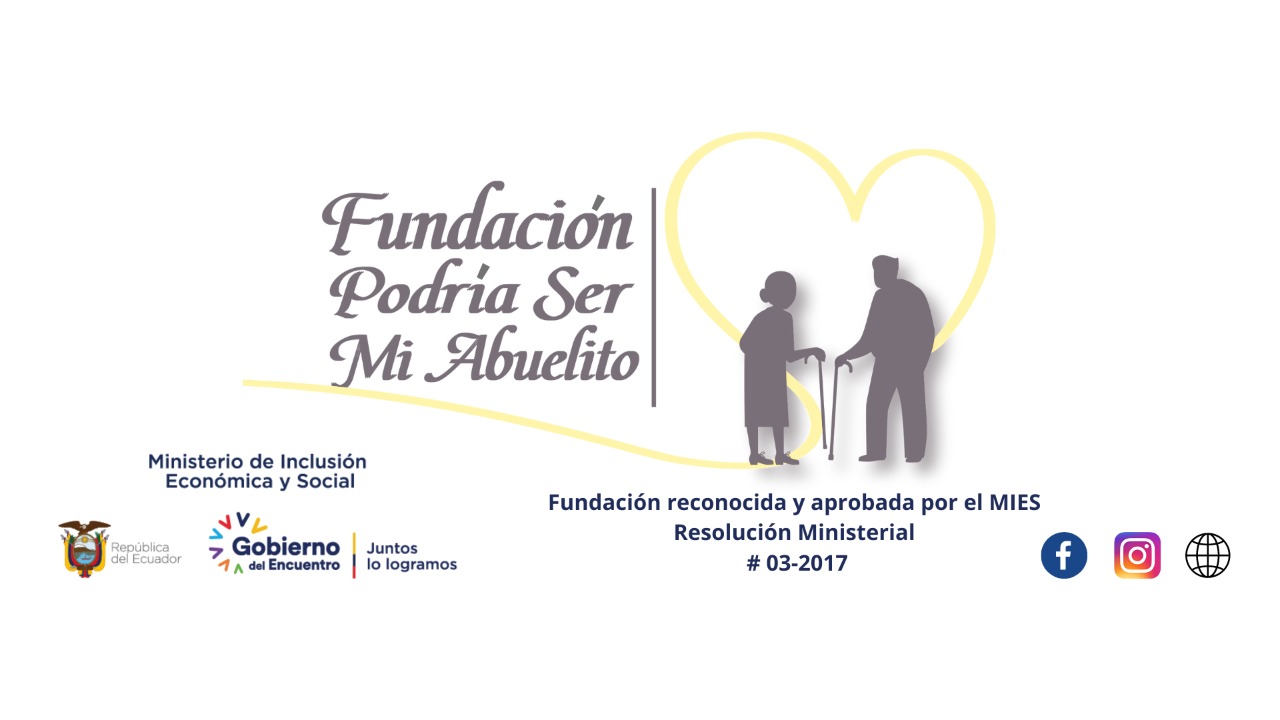 Fundación
Podría Ser
Mi Abuelito
Ministerio de Inclusión
Económica y Social
República
del Ecuador
Gobierno
del Encuentro
Juntos
lo logramos
Fundación reconocida y aprobada por el MIES
Resolución Ministerial
# 03-2017